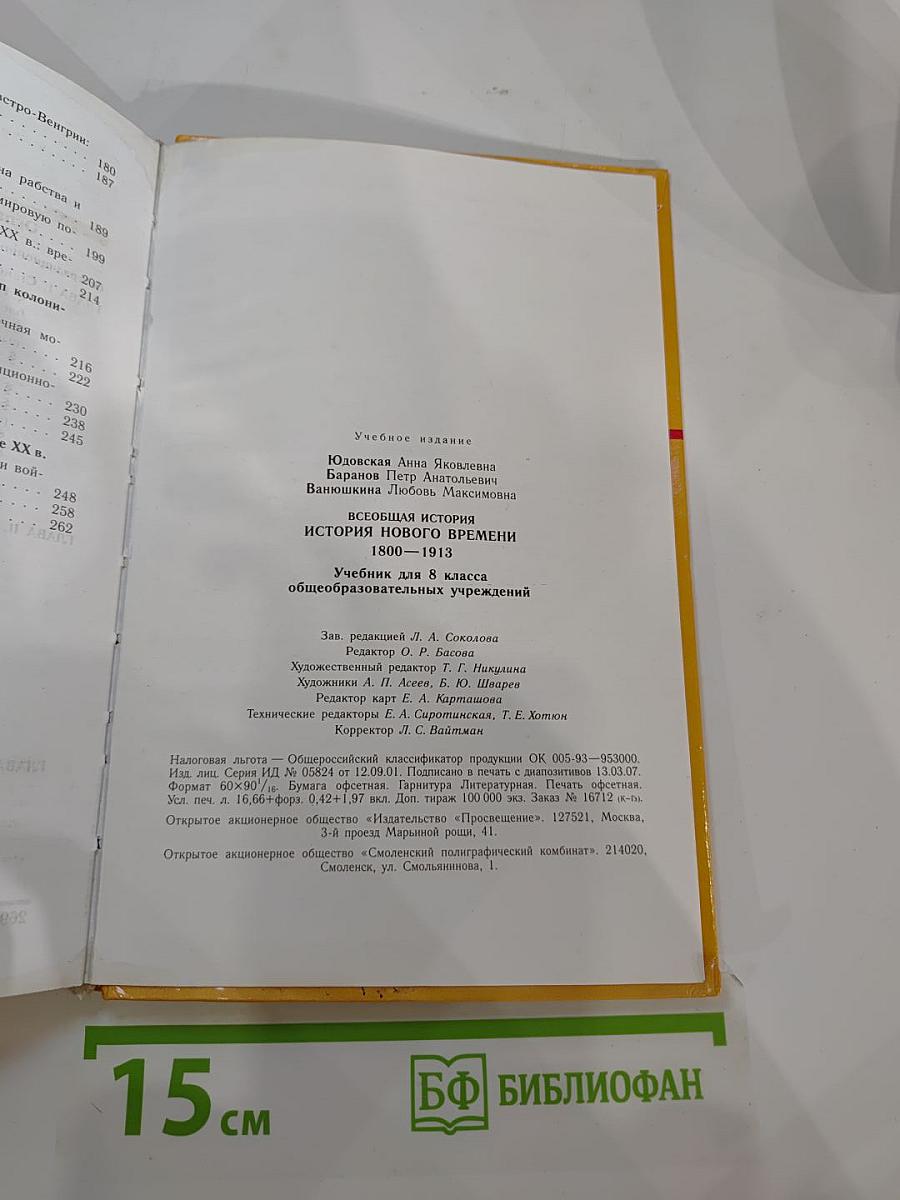 стро-Венгрии:
180
187
на рабства и
189
мировую по-
199
XX в.: вре-
207
214
п колони-
чная мо-
216
222
ционно-
230
238
245
е XX в.
и вой-
248
258
262
Учебное издание
Юдовская Анна Яковлевна
Баранов Петр Анатольевич
Ванюшкина Любовь Максимовна
ВСЕОБЩАЯ ИСТОРИЯ
ИСТОРИЯ НОВОГО ВРЕМЕНИ
1800—1913
Учебник для 8 класса
общеобразовательных учреждений
Зав. редакцией Л. А. Соколова
Редактор О. Р. Басова
Художественный редактор Т. Г. Никулина
Художники А. П. Асеев, Б. Ю. Шварев
Редактор карт Е. А. Карташова
Технические редакторы Е. А. Сиротинская, Т. Е. Хотюн
Корректор Л. С. Вайтман
Налоговая льгота — Общероссийский классификатор продукции ОК 005-93—953000.
Изд. лиц. Серия ИД № 05824 от 12.09.01. Подписано в печать с диапозитивов 13.03.07.
Формат 60×90 1/16. Бумага офсетная. Гарнитура Литературная. Печать офсетная.
Усл. печ. л. 16,66+форз. 0,42+1,97 вкл. Доп. тираж 100 000 экз. Заказ № 16712 (к-гз).
Открытое акционерное общество «Издательство «Просвещение». 127521, Москва,
3-й проезд Марьиной рощи, 41.
Открытое акционерное общество «Смоленский полиграфический комбинат». 214020,
Смоленск, ул. Смольянинова, 1.
15 см
БФ БИБЛИОФАН